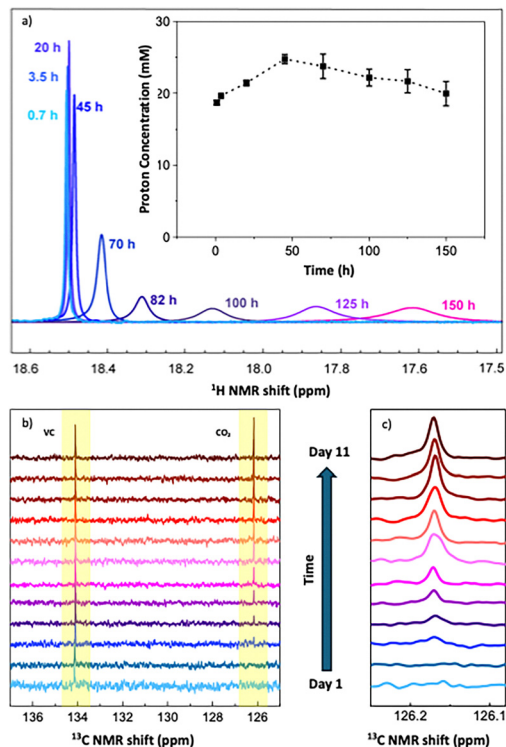 a)
20 h
3.5 h
0.7 h
45 h
70 h
82 h
100 h
125 h
150 h
Proton Concentration (mM)
30
20
10
0
0 50 100 150
Time (h)
18.6 18.4 18.2 18.0 17.8 17.6 17.5
¹H NMR shift (ppm)
b)
VC
CO₂
136 134 132 130 128 126
¹³C NMR shift (ppm)
Day 11
Time
Day 1
c)
126.2 126.1
¹³C NMR shift (ppm)